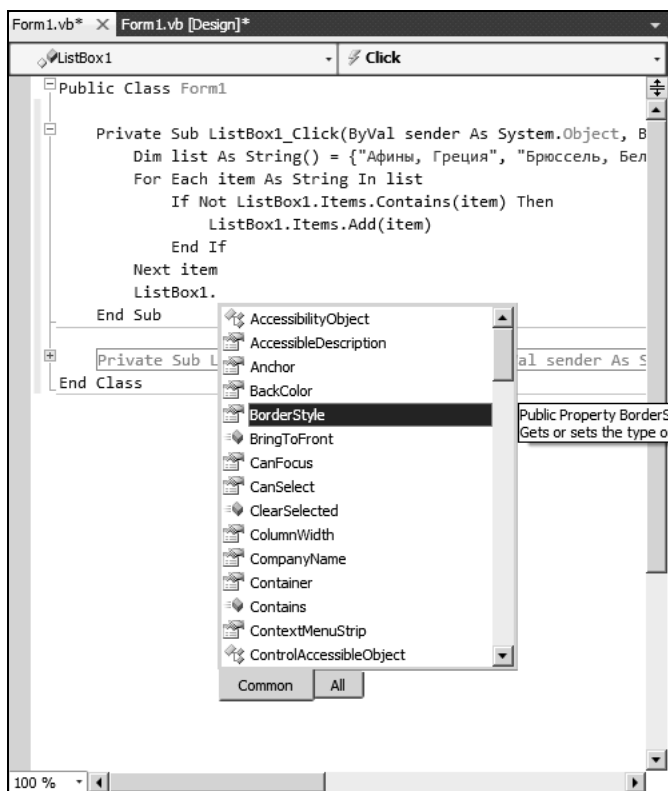 Form1.vb* Form1.vb [Design]*
ListBox1 Click
Public Class Form1
Private Sub ListBox1_Click(ByVal sender As System.Object, B
Dim list As String() = {"Афины, Греция", "Брюссель, Бел
For Each item As String In list
If Not ListBox1.Items.Contains(item) Then
ListBox1.Items.Add(item)
End If
Next item
ListBox1.
End Sub
Private Sub L
al sender As S
End Class
AccessibilityObject
AccessibleDescription
Anchor
BackColor
BorderStyle
BringToFront
CanFocus
CanSelect
ClearSelected
ColumnWidth
CompanyName
Container
Contains
ContextMenuStrip
ControlAccessibleObject
Common All
Public Property BorderS
Gets or sets the type o
100 %